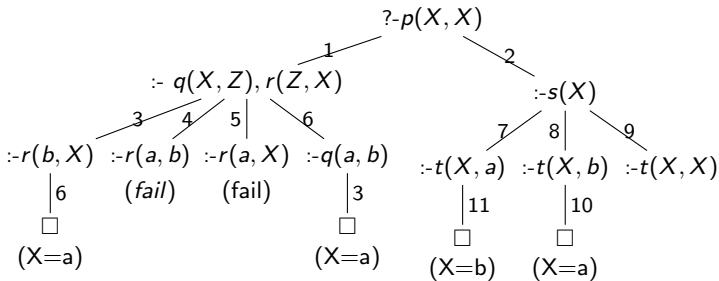 ?-p(X, X)
1 2
:- q(X, Z), r(Z, X) :-s(X)
3 4 5 6 7 8 9
:-r(b, X) :-r(a, b) :-r(a, X) :-q(a, b) :-t(X, a) :-t(X, b) :-t(X, X)
(fail) (fail)
6 3 11 10
□ □ □ □
(X=a) (X=a) (X=b) (X=a)